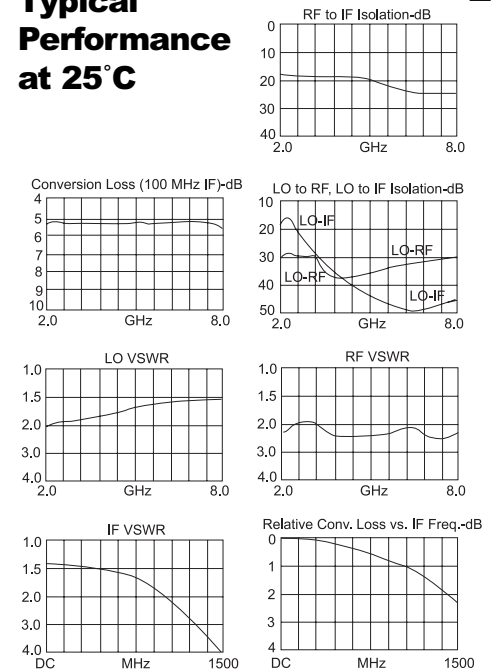 Typical
Performance
at 25°C
RF to IF Isolation-dB
0
10
20
30
40
2.0 GHz 8.0
Conversion Loss (100 MHz IF)-dB
4
5
6
7
8
9
10
2.0 GHz 8.0
LO to RF, LO to IF Isolation-dB
10
20
30
40
50
LO-IF
LO-RF
LO-RF
LO-IF
2.0 GHz 8.0
LO VSWR
1.0
1.5
2.0
3.0
4.0
2.0 GHz 8.0
RF VSWR
1.0
1.5
2.0
3.0
4.0
2.0 GHz 8.0
IF VSWR
1.0
1.5
2.0
3.0
4.0
DC MHz 1500
Relative Conv. Loss vs. IF Freq.-dB
0
1
2
3
4
DC MHz 1500